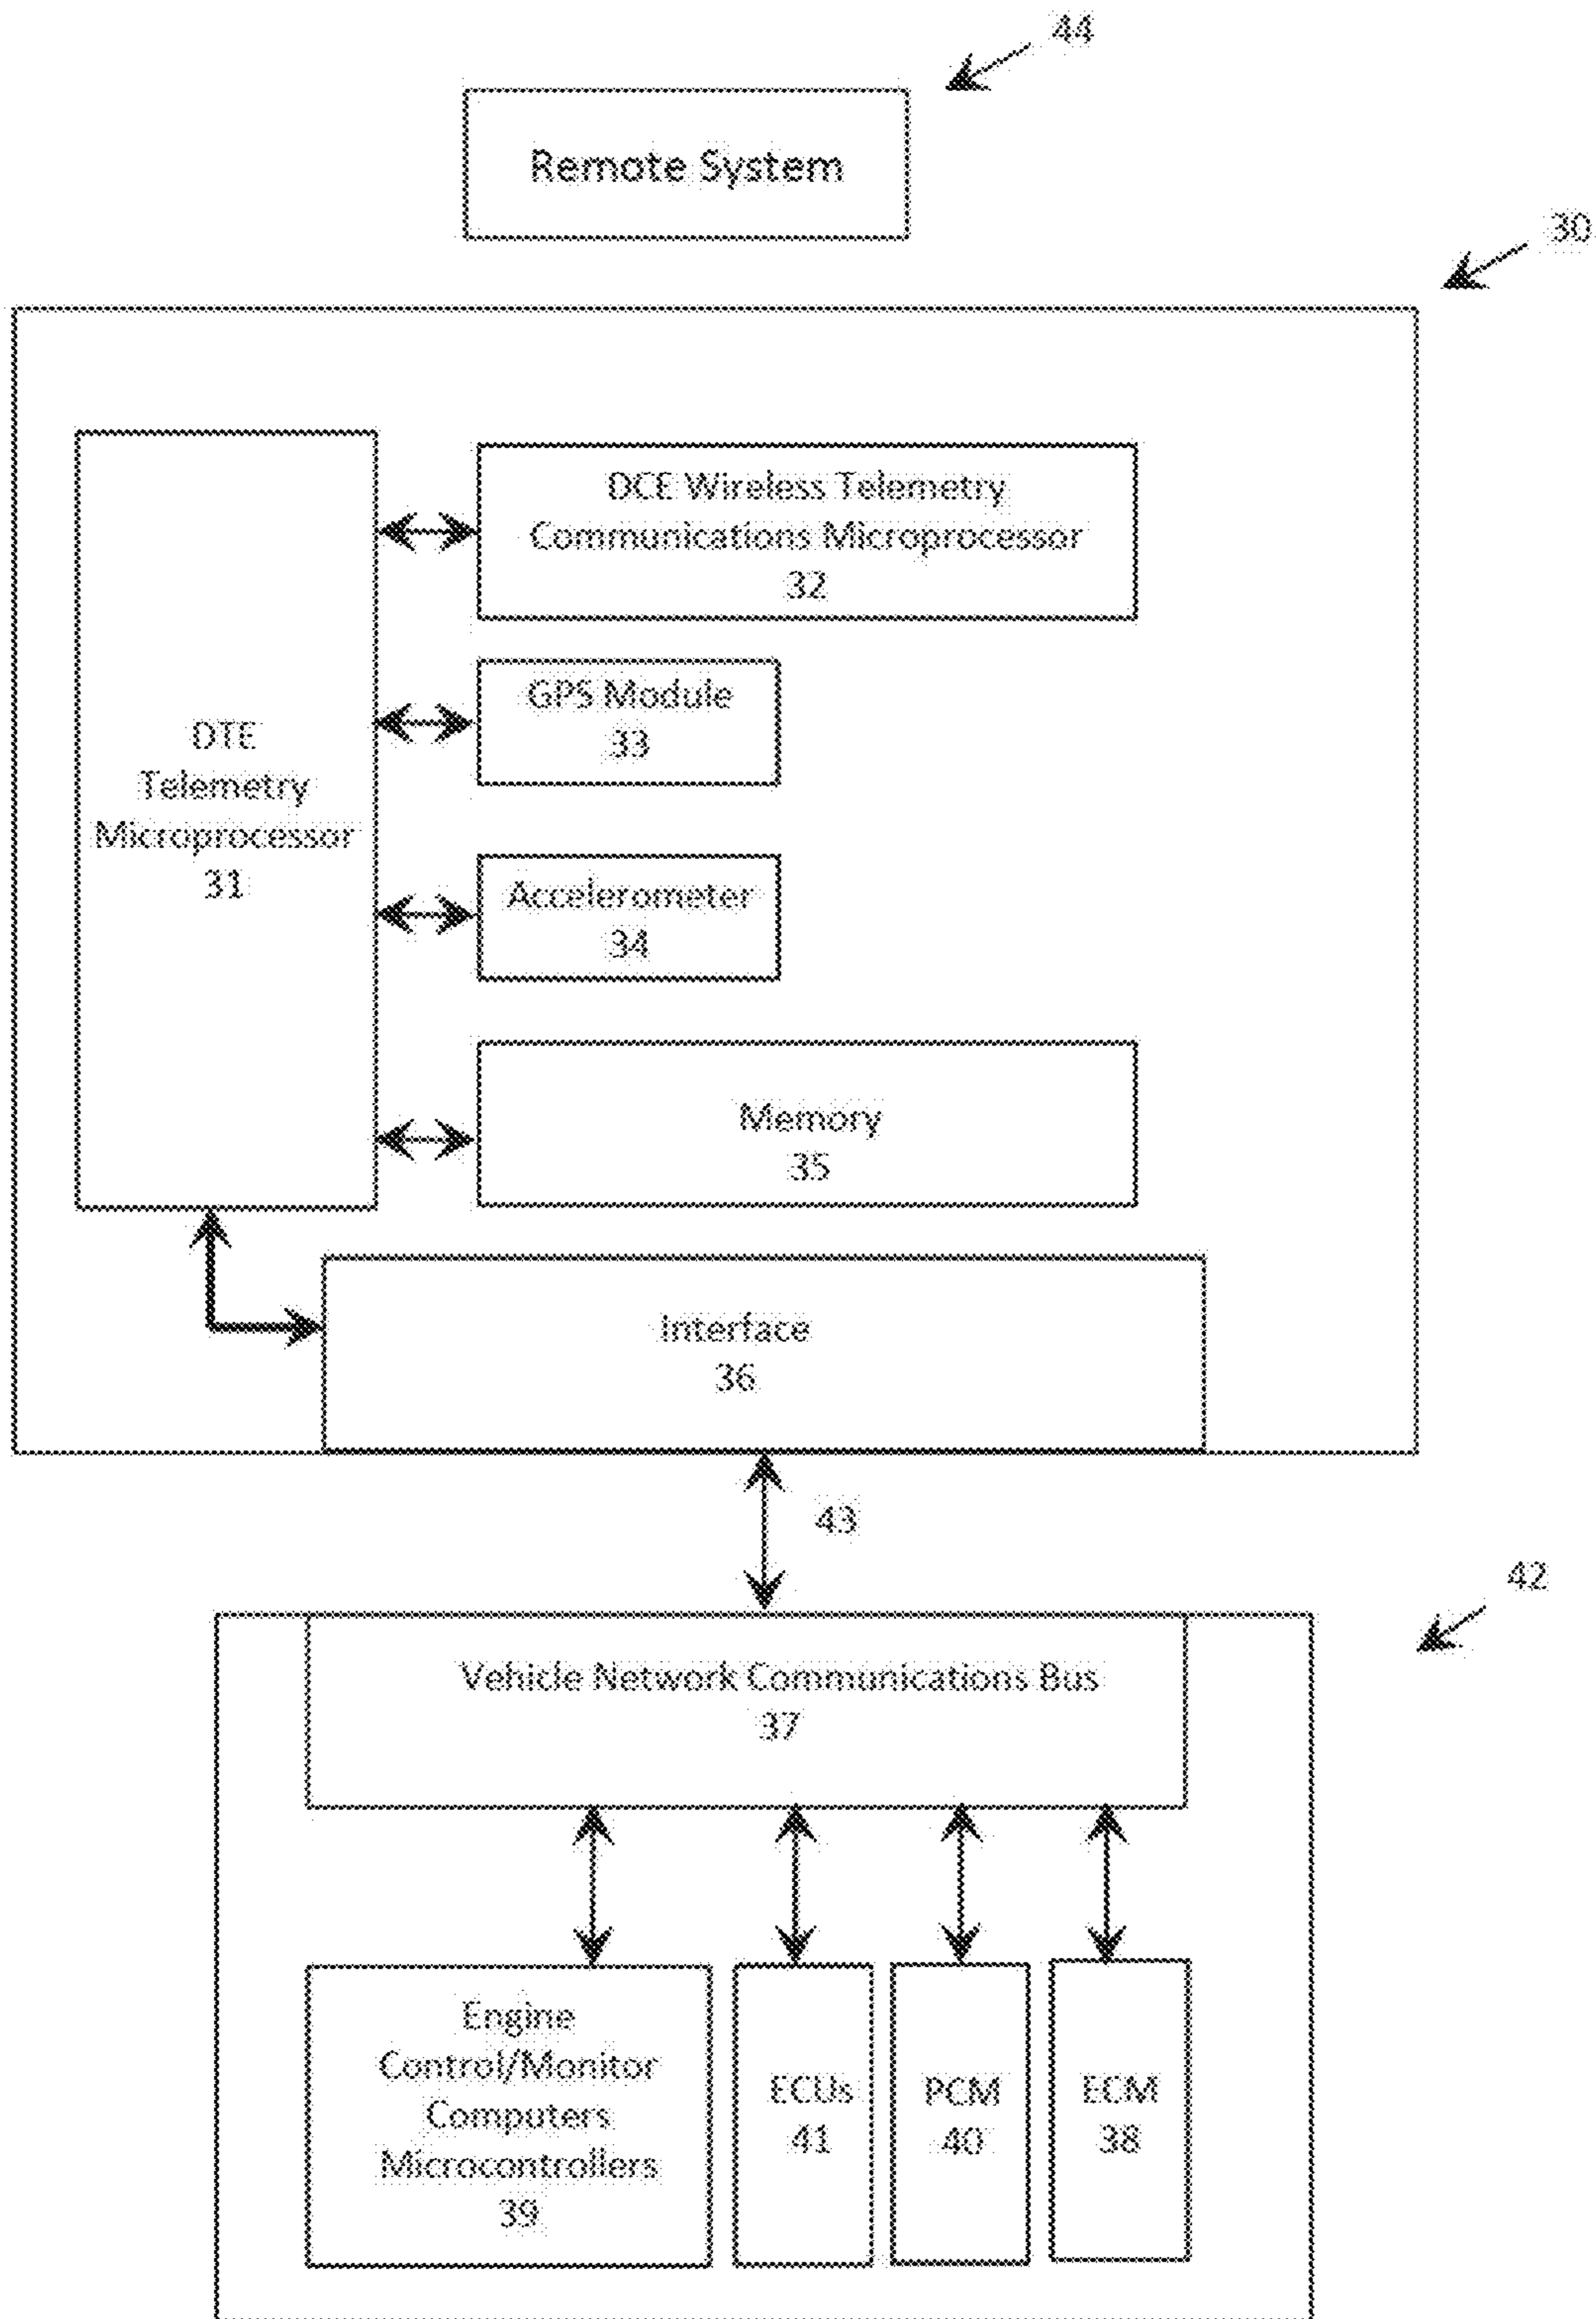 44
Remote System
30
DCE Wireless Telemetry
Communications Microprocessor
32
GPS Module
33
DTE
Telemetry
Microprocessor
31
Accelerometer
34
Memory
35
Interface
36
43
42
Vehicle Network Communications Bus
37
Engine
Control/Monitor
Computers
Microcontrollers
39
ECUs
41
PCM
40
ECM
38